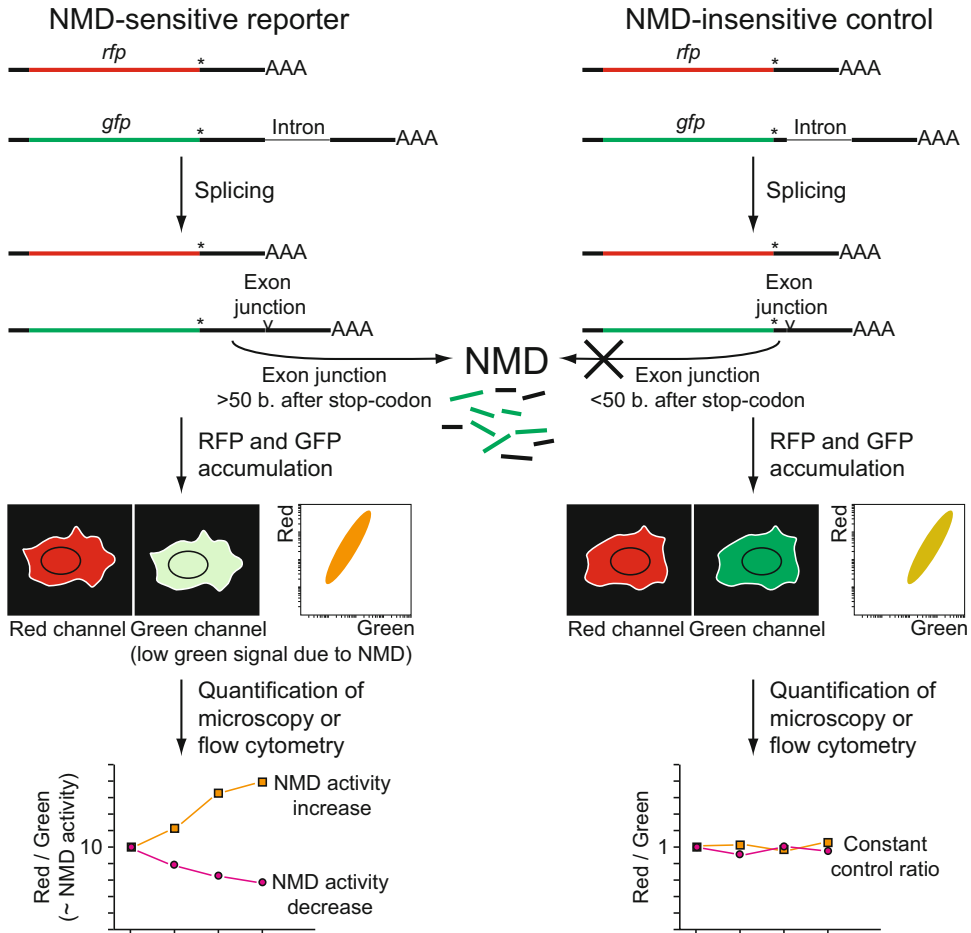 NMD-sensitive reporter
rfp
*
AAA
gfp
*
Intron
AAA
Splicing
*
AAA
Exon
junction
*
AAA
Exon junction
>50 b. after stop-codon
RFP and GFP
accumulation
Red
Green
Red channel
Green channel
(low green signal due to NMD)
Quantification of
microscopy or
flow cytometry
Red / Green
(~ NMD activity)
10
NMD activity
increase
NMD activity
decrease
NMD
NMD-insensitive control
rfp
*
AAA
gfp
*
Intron
AAA
Splicing
*
AAA
Exon
junction
*
AAA
Exon junction
<50 b. after stop-codon
RFP and GFP
accumulation
Red
Green
Red channel
Green channel
Quantification of
microscopy or
flow cytometry
Red / Green
1
Constant
control ratio